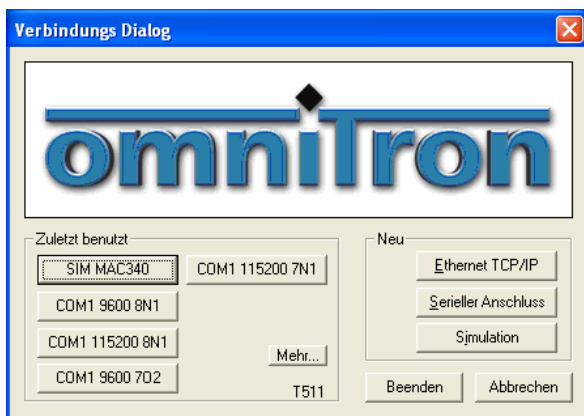 Verbindungs Dialog
omnitron
Zuletzt benutzt
SIM MAC340
COM1 115200 7N1
COM1 9600 8N1
COM1 115200 8N1
Mehr...
COM1 9600 7O2
T511
Neu
Ethernet TCP/IP
Serieller Anschluss
Simulation
Beenden
Abbrechen